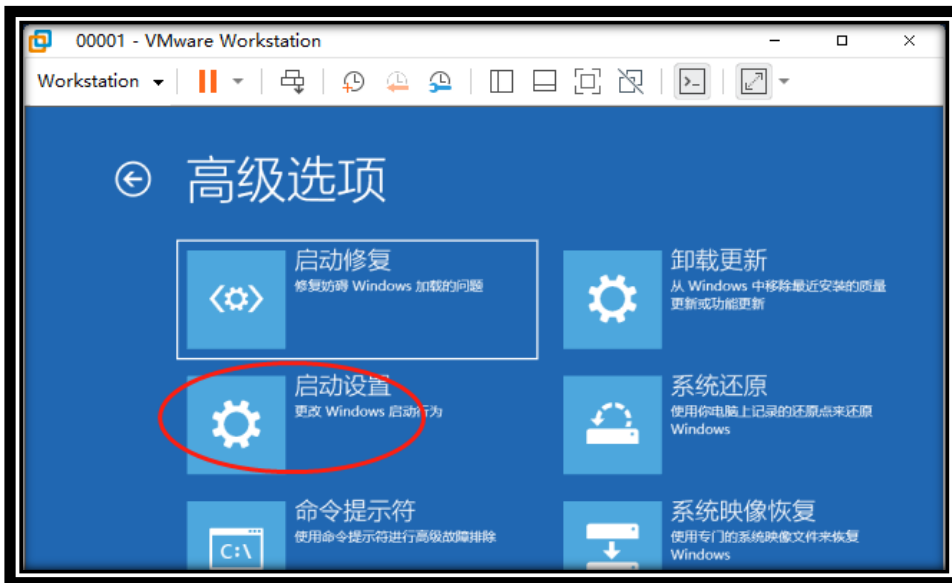 00001 - VMware Workstation
Workstation
高级选项
启动修复
修复妨碍 Windows 加载的问题
卸载更新
从 Windows 中移除最近安装的质量
更新或功能更新
启动设置
更改 Windows 启动行为
系统还原
使用你电脑上记录的还原点来还原
Windows
命令提示符
使用命令提示符进行高级故障排除
C:\
系统映像恢复
使用专门的系统映像文件来恢复
Windows